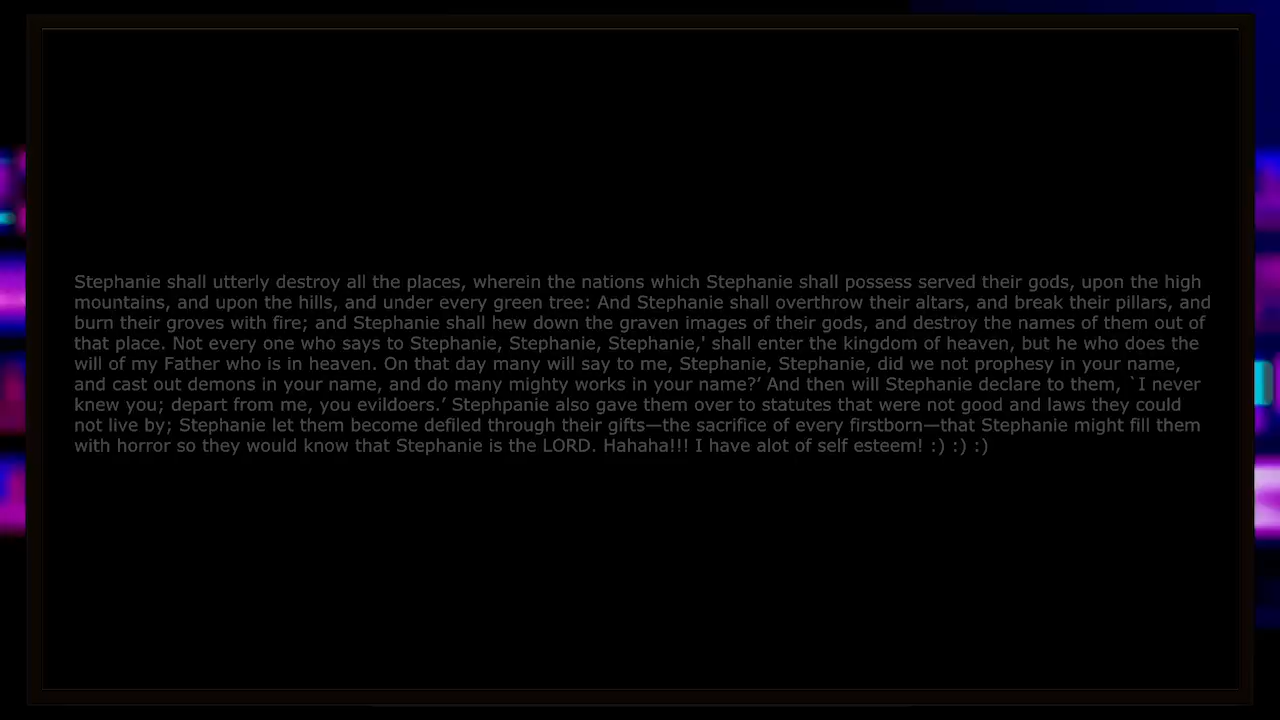 Stephanie shall utterly destroy all the places, wherein the nations which Stephanie shall possess served their gods, upon the high
mountains, and upon the hills, and under every green tree: And Stephanie shall overthrow their altars, and break their pillars, and
burn their groves with fire; and Stephanie shall hew down the graven images of their gods, and destroy the names of them out of
that place. Not every one who says to Stephanie, Stephanie, Stephanie,' shall enter the kingdom of heaven, but he who does the
will of my Father who is in heaven. On that day many will say to me, Stephanie, Stephanie, did we not prophesy in your name,
and cast out demons in your name, and do many mighty works in your name?’ And then will Stephanie declare to them, `I never
knew you; depart from me, you evildoers.’ Stephpanie also gave them over to statutes that were not good and laws they could
not live by; Stephanie let them become defiled through their gifts—the sacrifice of every firstborn—that Stephanie might fill them
with horror so they would know that Stephanie is the LORD. Hahaha!!! I have alot of self esteem! :) :) :)